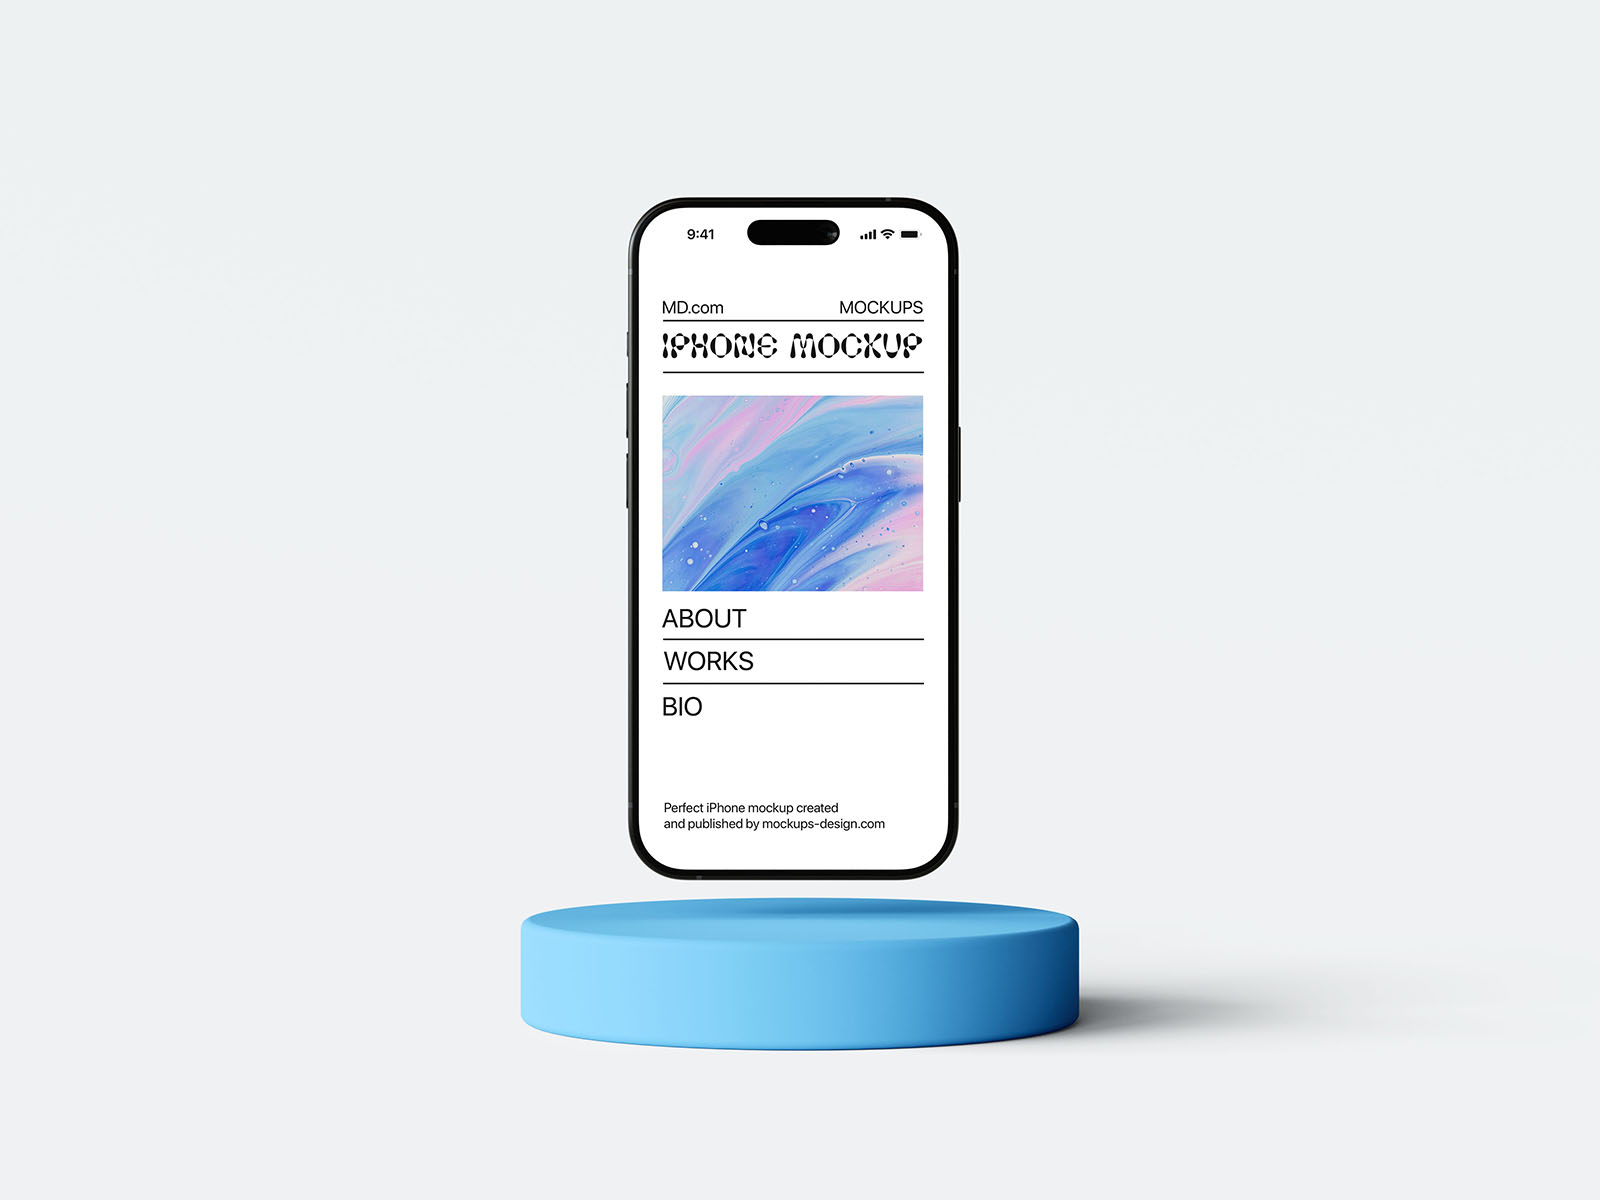 9:41
MD.com MOCKUPS
IPHONE MOCKUP
ABOUT
WORKS
BIO
Perfect iPhone mockup created
and published by mockups-design.com